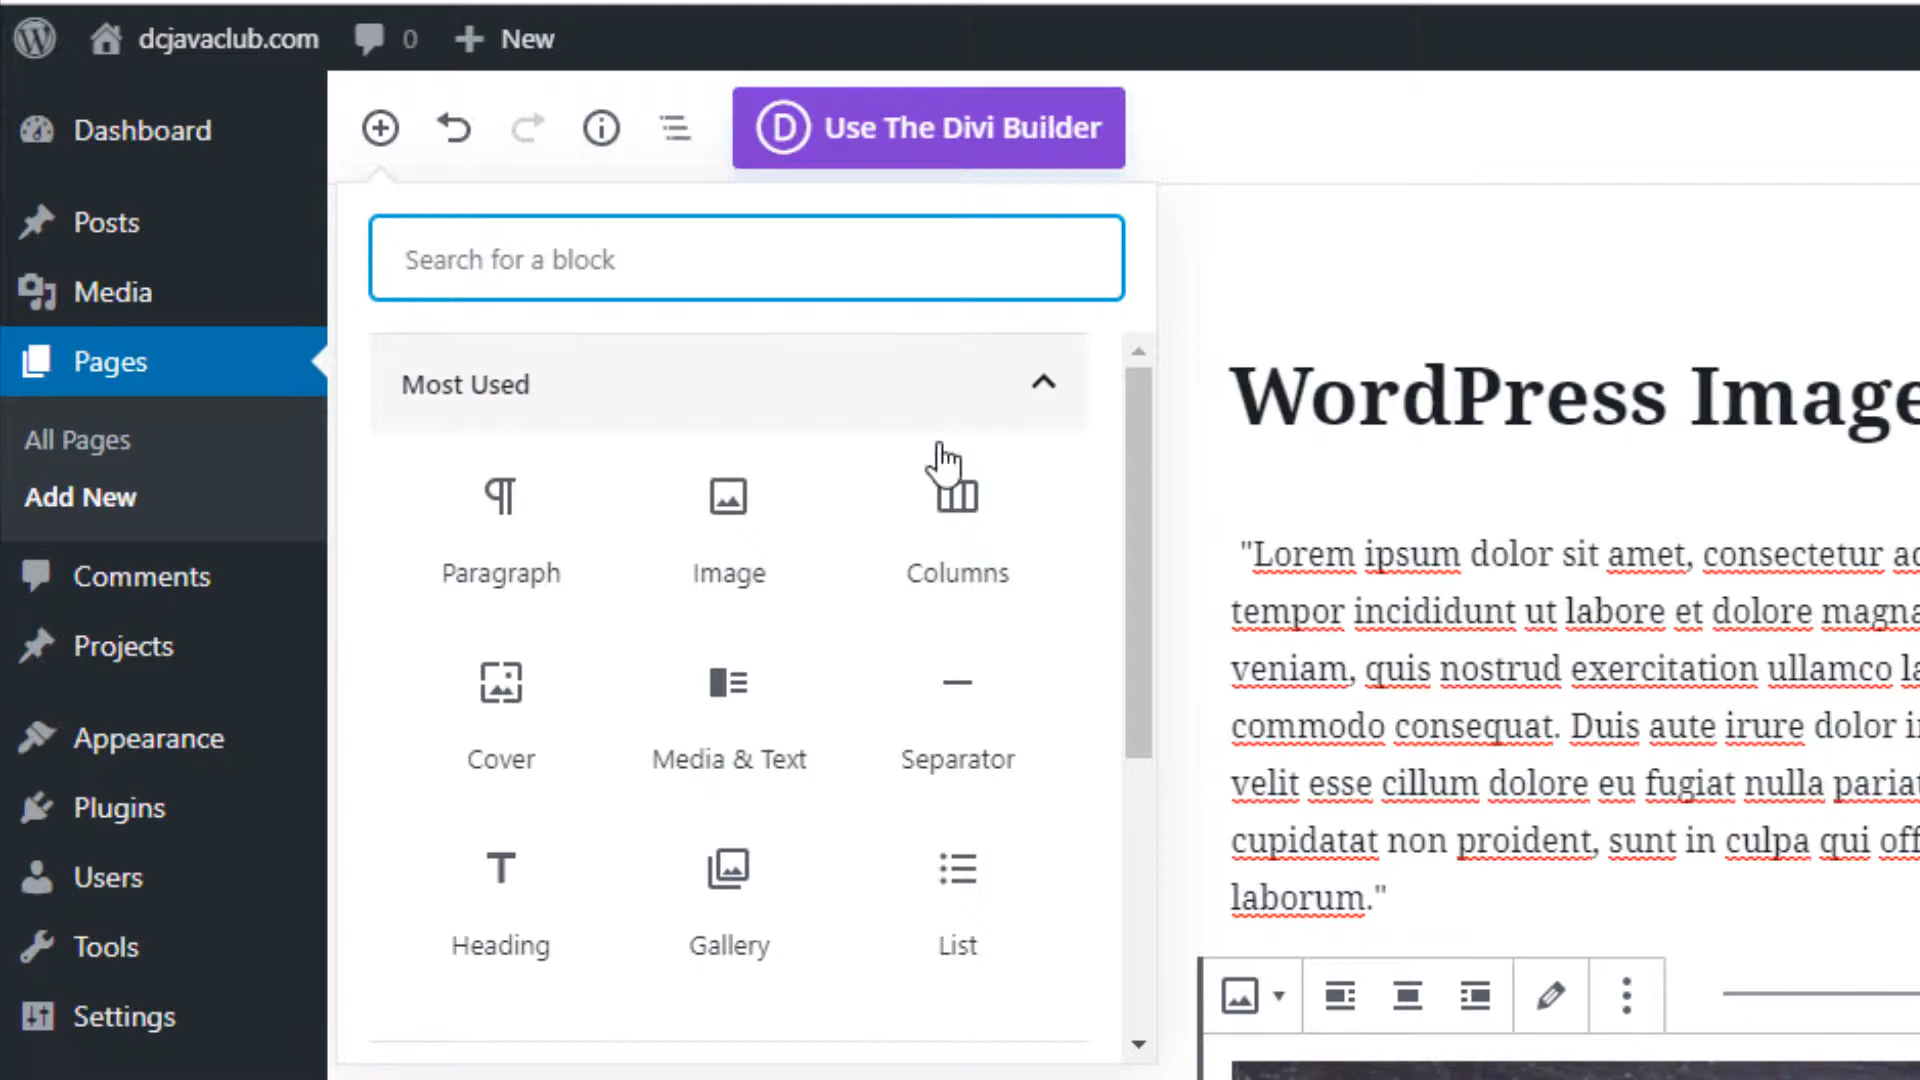 dcjavaclub.com 0 New
Dashboard
Posts
Media
Pages
All Pages
Add New
Comments
Projects
Appearance
Plugins
Users
Tools
Settings
D Use The Divi Builder
Search for a block
Most Used
Paragraph Image Columns
Cover Media & Text Separator
Heading Gallery List
WordPress Image
"Lorem ipsum dolor sit amet, consectetur
tempor incididunt ut labore et dolore magna
veniam, quis nostrud exercitation ullamco
commodo consequat. Duis aute irure dolor
velit esse cillum dolore eu fugiat nulla
cupidatat non proident, sunt in culpa qui
laborum."